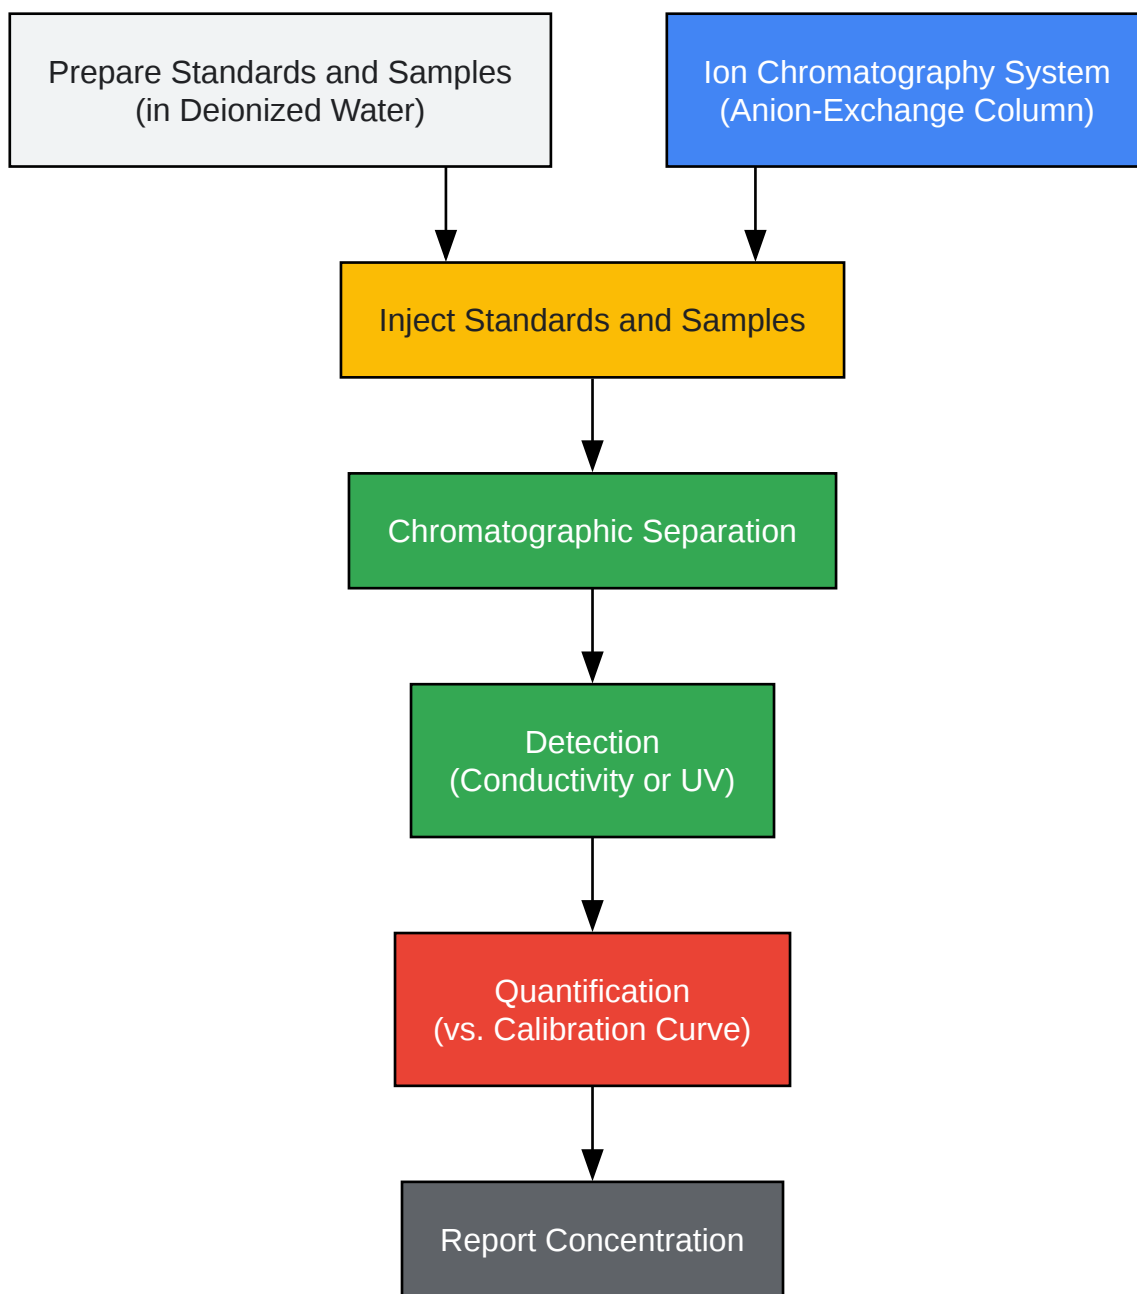 Prepare Standards and Samples
(in Deionized Water)
Ion Chromatography System
(Anion-Exchange Column)
Inject Standards and Samples
Chromatographic Separation
Detection
(Conductivity or UV)
Quantification
(vs. Calibration Curve)
Report Concentration